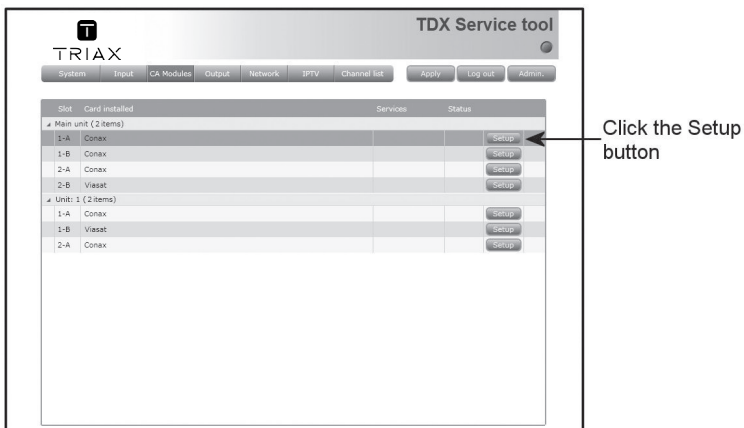 TDX Service tool
T
TRIAX
System Input CA Modules Output Network IPTV Channel list Apply Log out Admin.
Slot Card installed Services Status
Main unit (2 items)
1-A Conax Setup
1-B Conax Setup
2-A Conax Setup
2-B Viasat Setup
Unit: 1 (2 items)
1-A Conax Setup
1-B Viasat Setup
2-A Conax Setup
Click the Setup
button